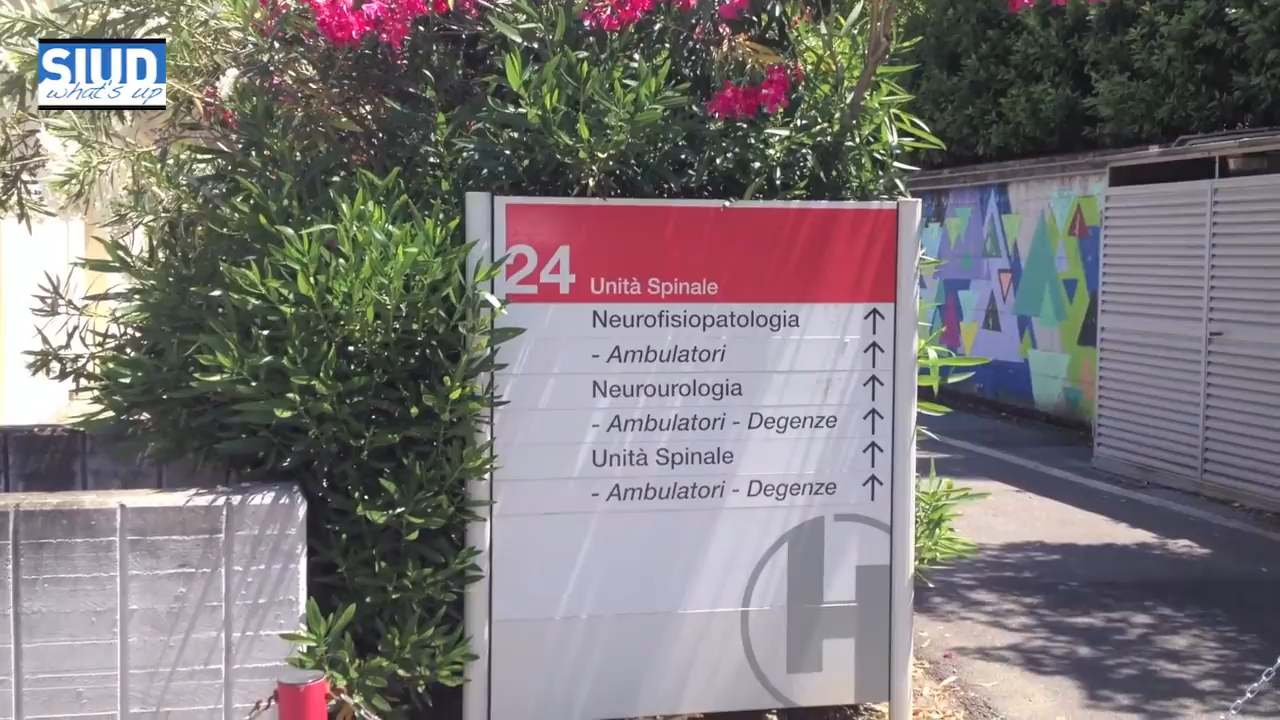 SIUD
what's up
24 Unità Spinale
Neurofisiopatologia ↑
- Ambulatori ↑
Neurourologia ↑
- Ambulatori - Degenze ↑
Unità Spinale ↑
- Ambulatori - Degenze ↑
H